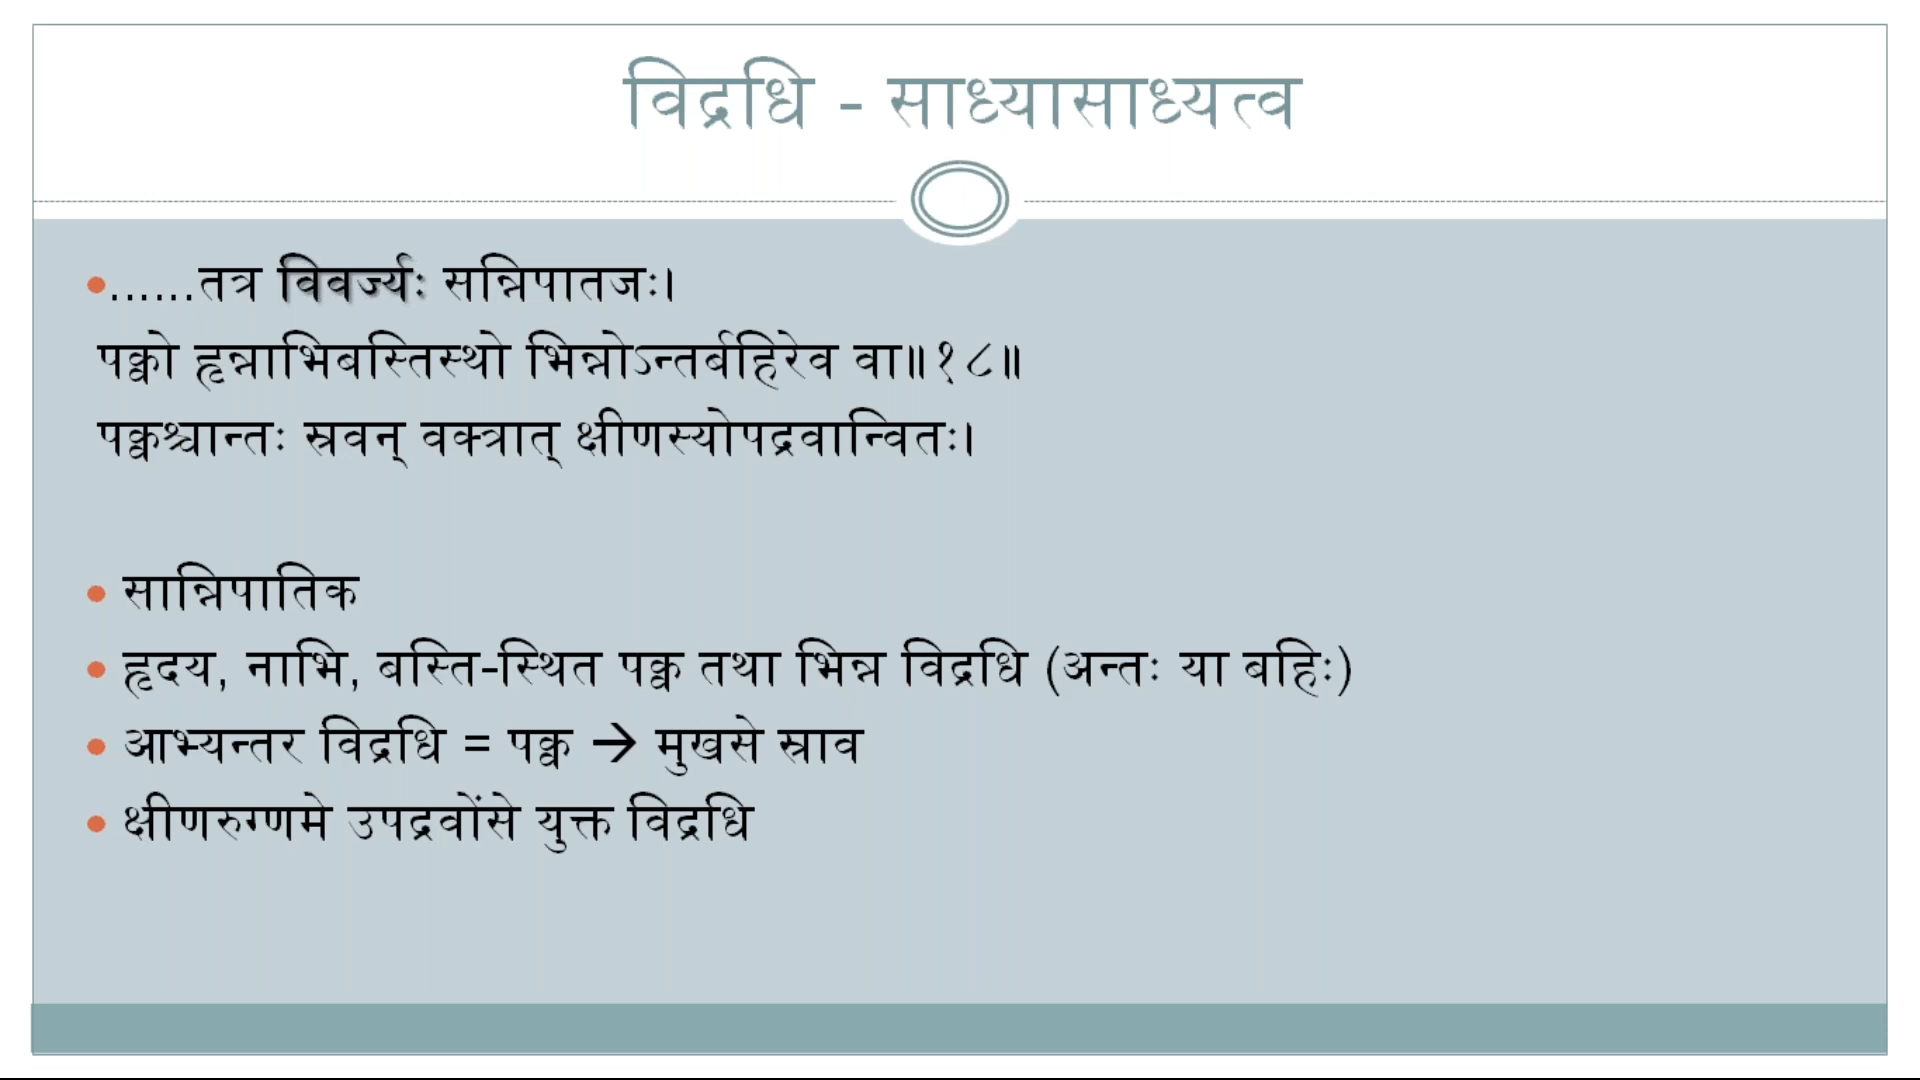 विद्रधि - साध्यासाध्यत्व
•......तत्र विवर्ज्यः सन्निपातजः।
पक्वो हृन्नाभिबस्तिस्थो भिन्नोऽन्तर्बहिरेव वा॥१८॥
पक्वश्चान्तः स्रवन् वक्त्रात् क्षीणस्योपद्रवान्वितः।
• सान्निपातिक
• हृदय, नाभि, बस्ति-स्थित पक्व तथा भिन्न विद्रधि (अन्तः या बहिः)
• आभ्यन्तर विद्रधि = पक्व → मुखसे स्राव
• क्षीणरुग्णमे उपद्रवोंसे युक्त विद्रधि